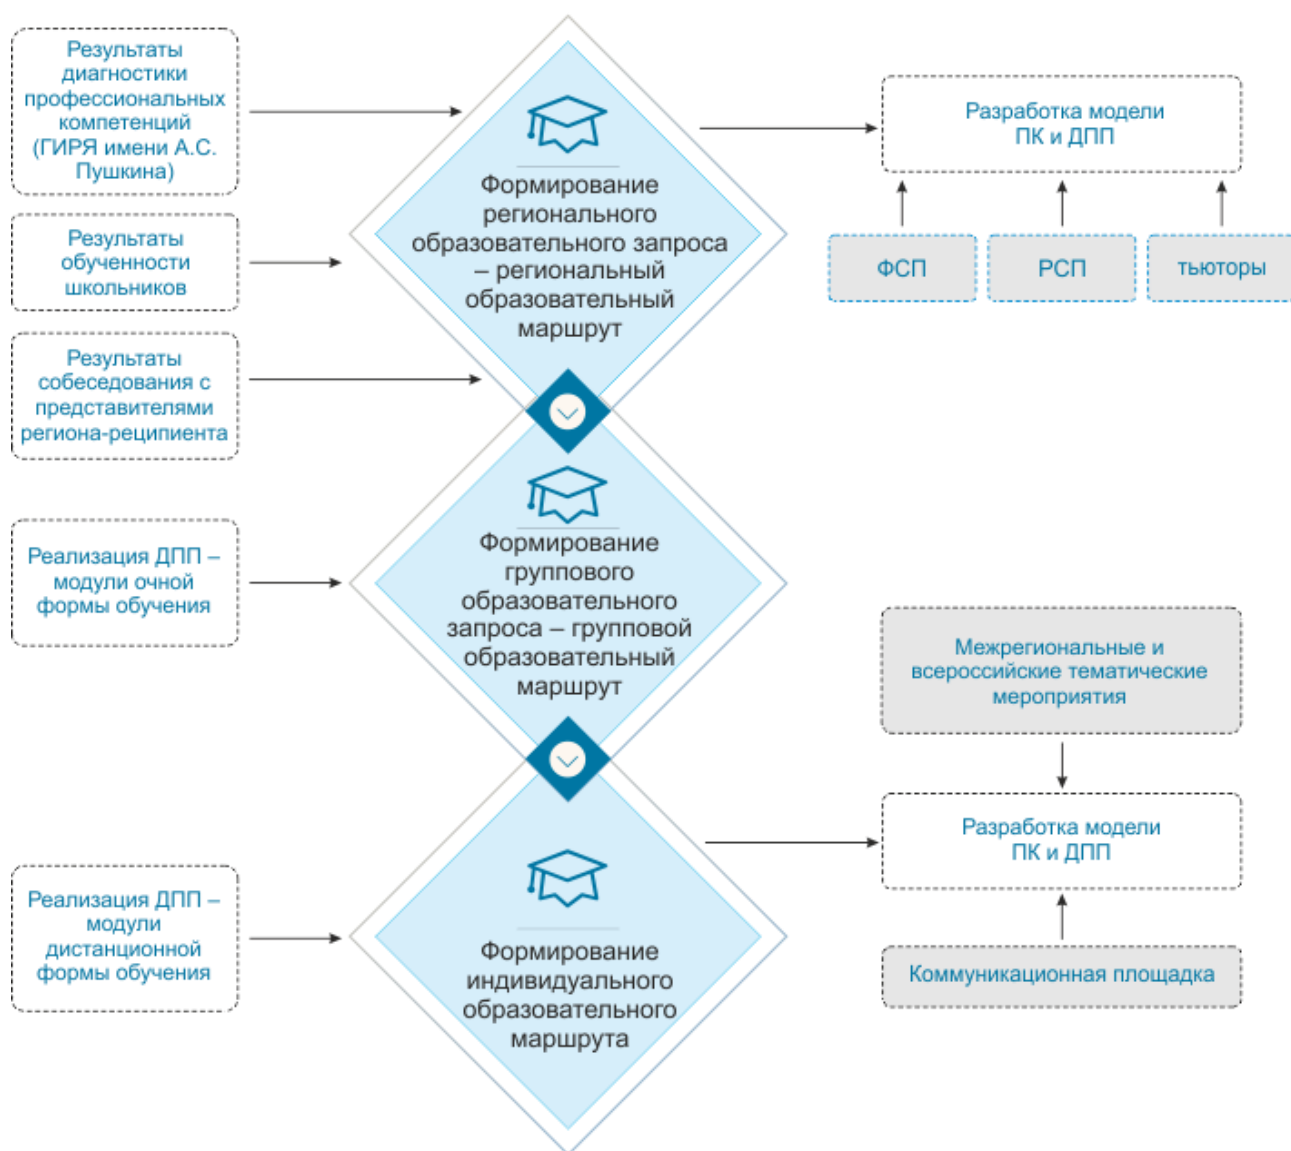 Результаты
диагностики
профессиональных
компетенций
(ГИРЯ имени А.С.
Пушкина)
Результаты
обученности
школьников
Результаты
собеседования с
представителями
региона-реципиента
Реализация ДПП –
модули очной
формы обучения
Реализация ДПП –
модули
дистанционной
формы обучения
Формирование
регионального
образовательного запроса
– региональный
образовательный
маршрут
Формирование
группового
образовательного
запроса – групповой
образовательный
маршрут
Формирование
индивидуального
образовательного
маршрута
Разработка модели
ПК и ДПП
ФСП
РСП
тьюторы
Межрегиональные и
всероссийские тематические
мероприятия
Разработка модели
ПК и ДПП
Коммуникационная площадка